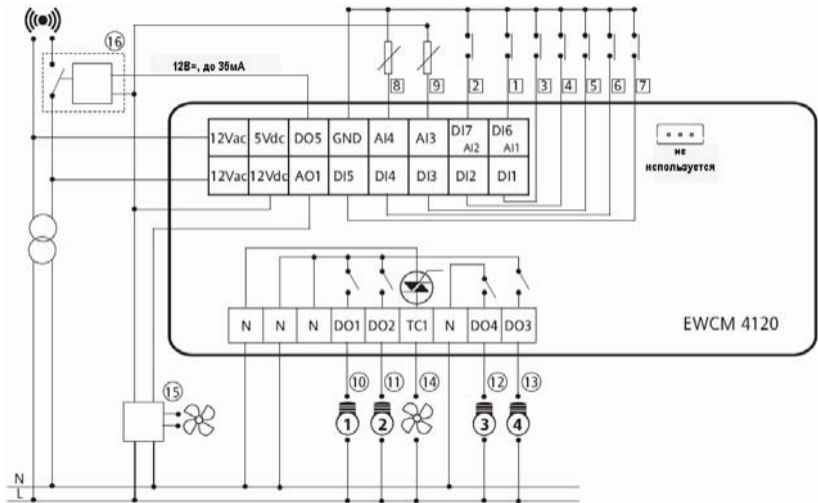 16
12В=, до 35мА
8
9
2
1
3
4
5
6
7
12Vac 5Vdc DO5 GND AI4 AI3 DI7 AI2 DI6 AI1
12Vac 12Vdc AO1 DI5 DI4 DI3 DI2 DI1
не
используется
N N N DO1 DO2 TC1 N DO4 DO3
EWCM 4120
15
10
11
14
12
13
1
2
3
4
N
L